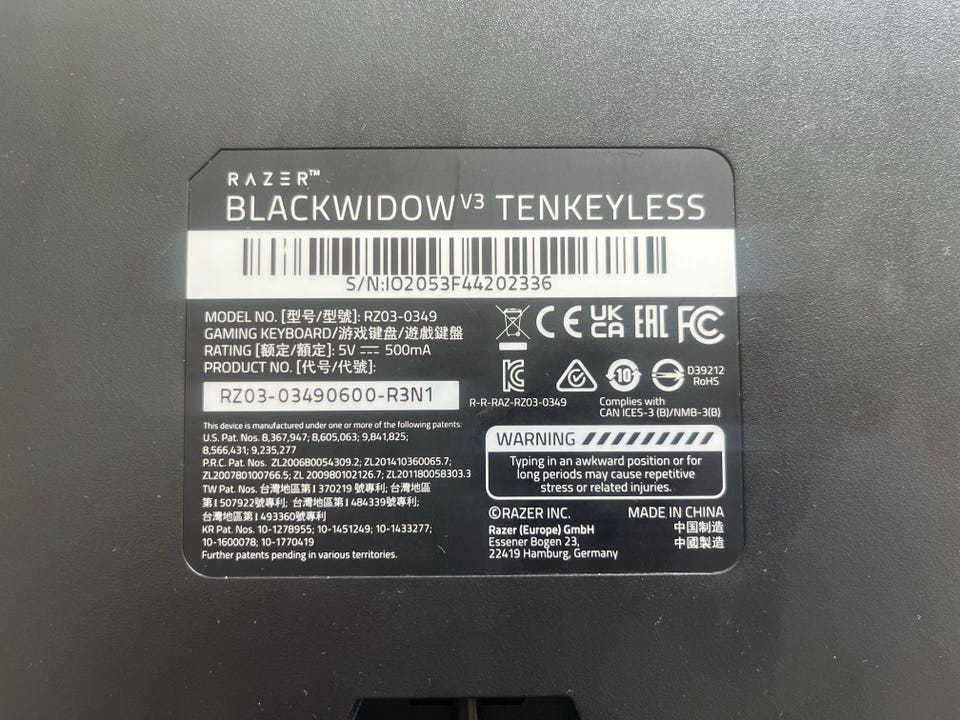 RAZER™
BLACKWIDOW V3 TENKEYLESS
S/N:IO2053F44202336
MODEL NO. [型号/型號]: RZ03-0349
GAMING KEYBOARD/游戏键盘/遊戲鍵盤
RATING [额定/額定]: 5V ⎓ 500mA
PRODUCT NO. [代号/代號]:
RZ03-03490600-R3N1
This device is manufactured under one or more of the following patents:
U.S. Pat. Nos. 8,367,947; 8,605,063; 9,841,825;
8,566,431; 9,235,277
P.R.C. Pat. Nos. ZL200680054309.2; ZL201410360065.7;
ZL200780100766.5; ZL 200980102126.7; ZL201180058303.3
TW Pat. Nos. 台灣地區第I 370219 號專利; 台灣地區
第I 507922號專利; 台灣地區第I 484339號專利;
台灣地區第I 493360號專利
KR Pat. Nos. 10-1278955; 10-1451249; 10-1433277;
10-1600078; 10-1770419
Further patents pending in various territories.
CE UK CA EAC FC
KC
10
D39212
RoHS
R-R-RAZ-RZ03-0349
Complies with
CAN ICES-3 (B)/NMB-3(B)
WARNING
Typing in an awkward position or for
long periods may cause repetitive
stress or related injuries.
©RAZER INC.
Razer (Europe) GmbH
Essener Bogen 23,
22419 Hamburg, Germany
MADE IN CHINA
中国制造
中國製造